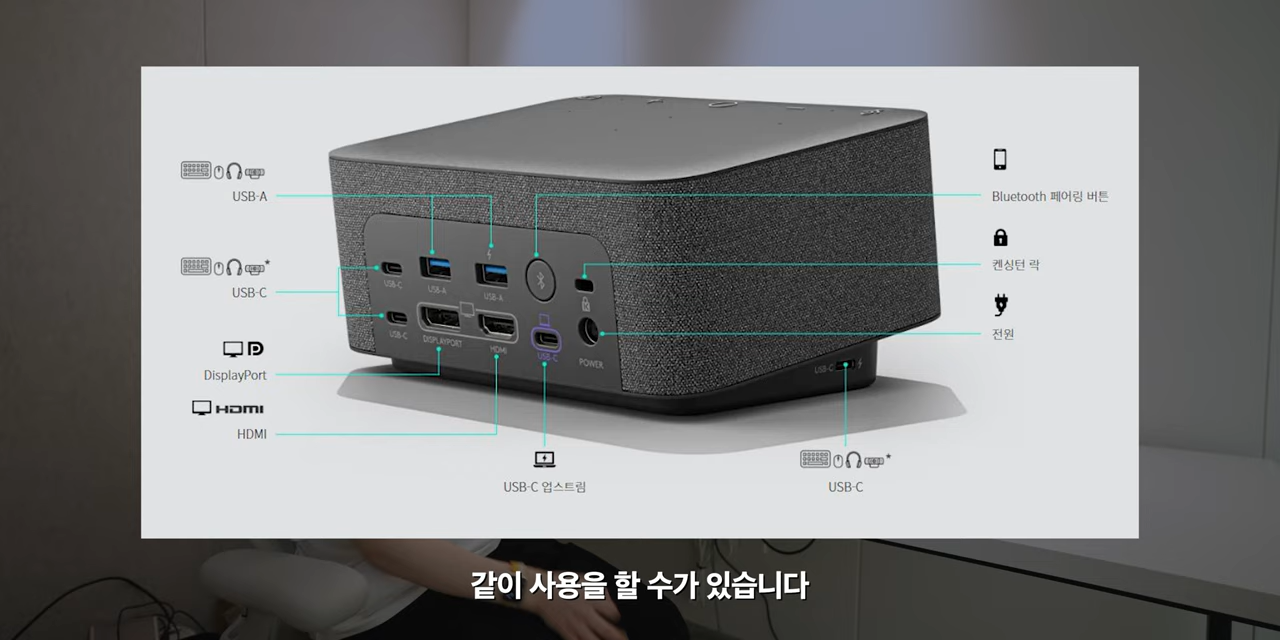 USB-A
USB-C
DisplayPort
HDMI
HDMI
Bluetooth 페어링 버튼
켄싱턴 락
전원
USB-C 업스트림
USB-C
USB-C
USB-A
USB-A
USB-C
DISPLAYPORT
HDMI
USB-C
POWER
USB-C
같이 사용을 할 수가 있습니다